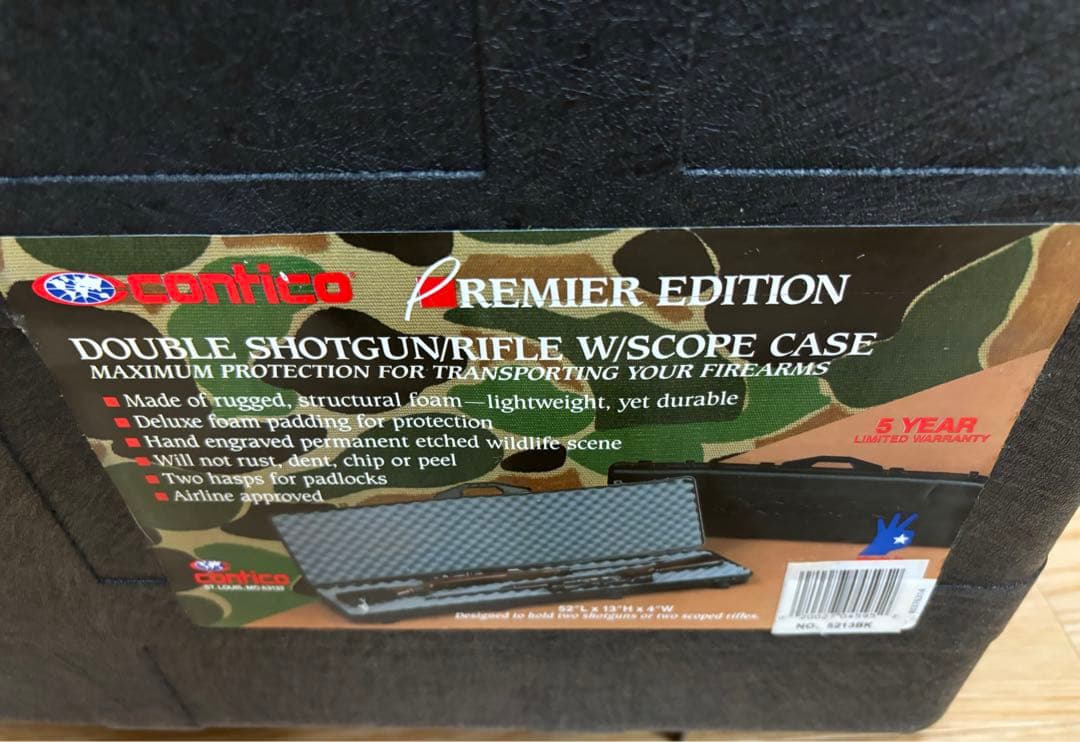 contico PREMIER EDITION
DOUBLE SHOTGUN/RIFLE W/SCOPE CASE
MAXIMUM PROTECTION FOR TRANSPORTING YOUR FIREARMS
Made of rugged, structural foam—lightweight, yet durable
Deluxe foam padding for protection
Hand engraved permanent etched wildlife scene
Will not rust, dent, chip or peel
Two hasps for padlocks
Airline approved
5 YEAR
LIMITED WARRANTY
contico
ST. LOUIS, MO
52"L x 13"H x 4"W
Designed to hold two shotguns or two scoped rifles.
NO. 5213BK